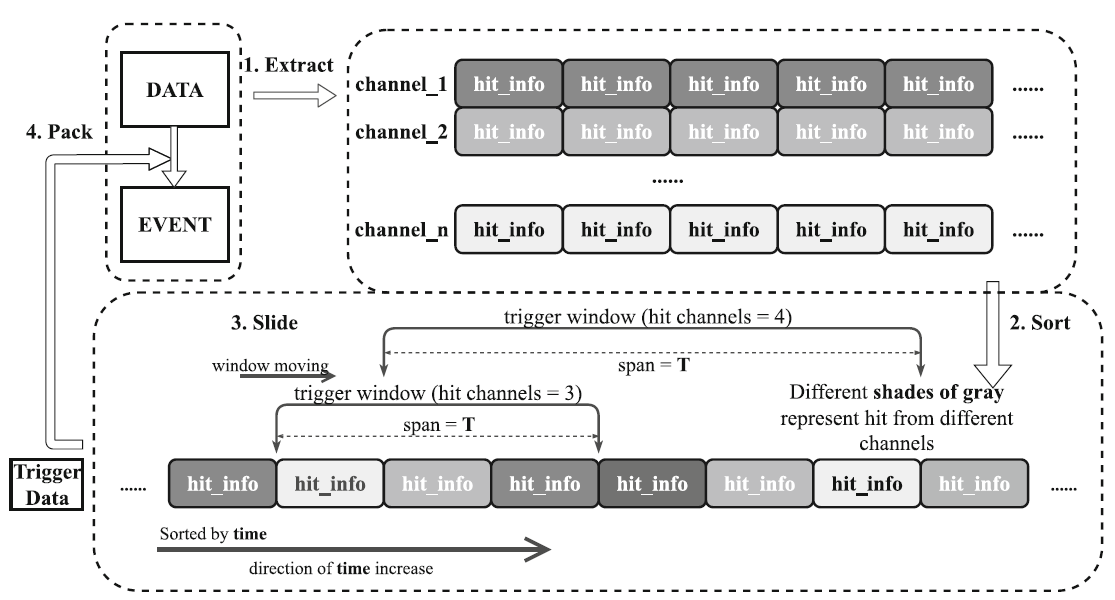 DATA
EVENT
4. Pack
1. Extract
channel_1 hit_info hit_info hit_info hit_info hit_info ......
channel_2 hit_info hit_info hit_info hit_info hit_info ......
......
channel_n hit_info hit_info hit_info hit_info hit_info ......
2. Sort
3. Slide
trigger window (hit channels = 4)
span = T
window moving
trigger window (hit channels = 3)
span = T
Different shades of gray
represent hit from different
channels
Trigger
Data
...... hit_info hit_info hit_info hit_info hit_info hit_info hit_info hit_info ......
Sorted by time
direction of time increase